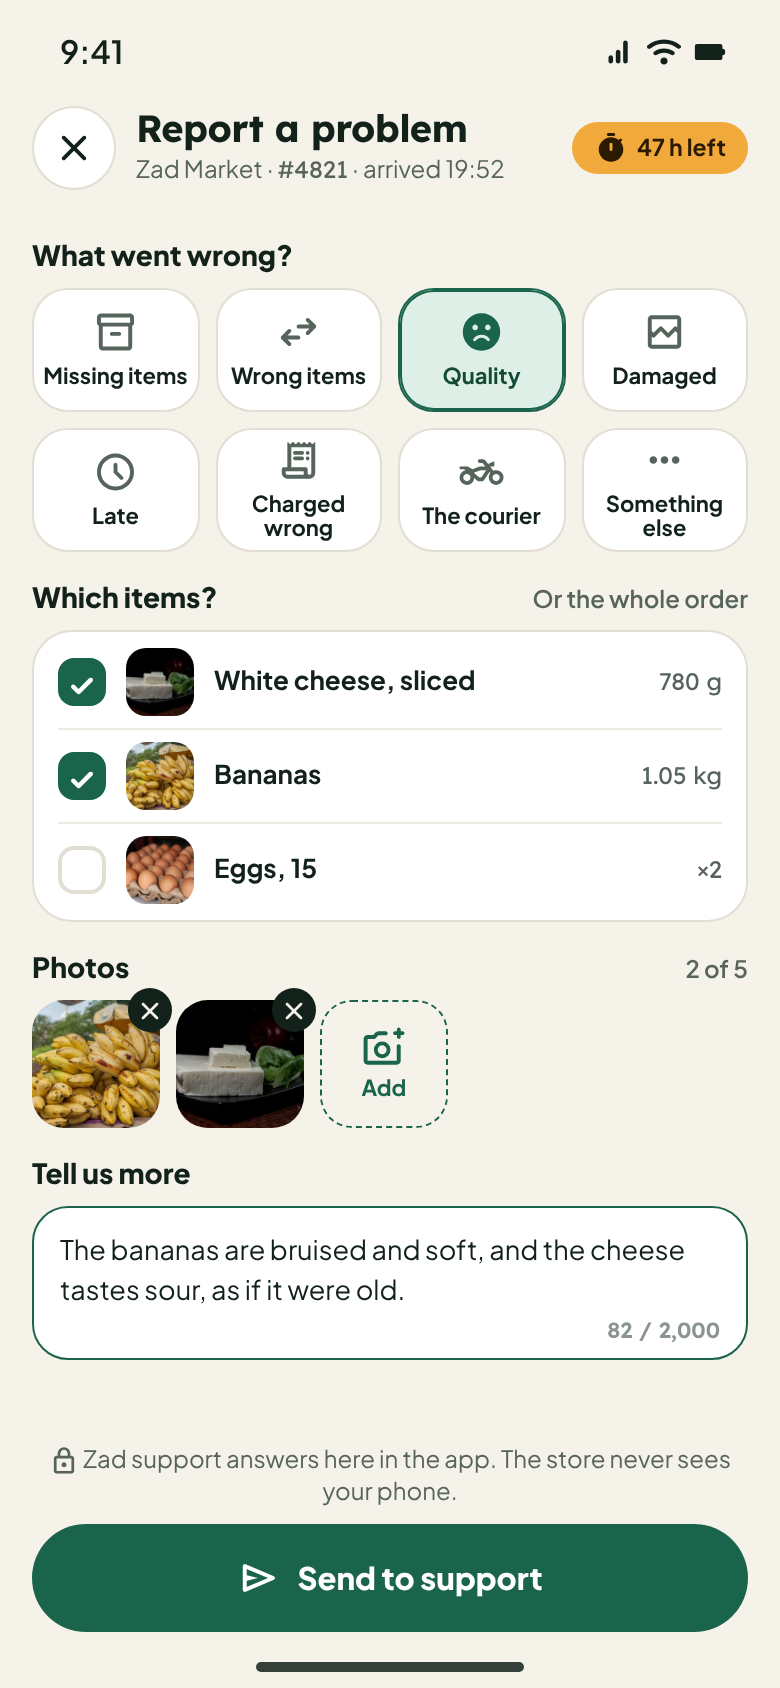 9:41
Report a problem
Zad Market · #4821 · arrived 19:52
47 h left
What went wrong?
Missing items
Wrong items
Quality
Damaged
Late
Charged
wrong
The courier
Something
else
Which items?
Or the whole order
White cheese, sliced
780 g
Bananas
1.05 kg
Eggs, 15
×2
Photos
2 of 5
Add
Tell us more
The bananas are bruised and soft, and the cheese
tastes sour, as if it were old.
82 / 2,000
Zad support answers here in the app. The store never sees
your phone.
Send to support